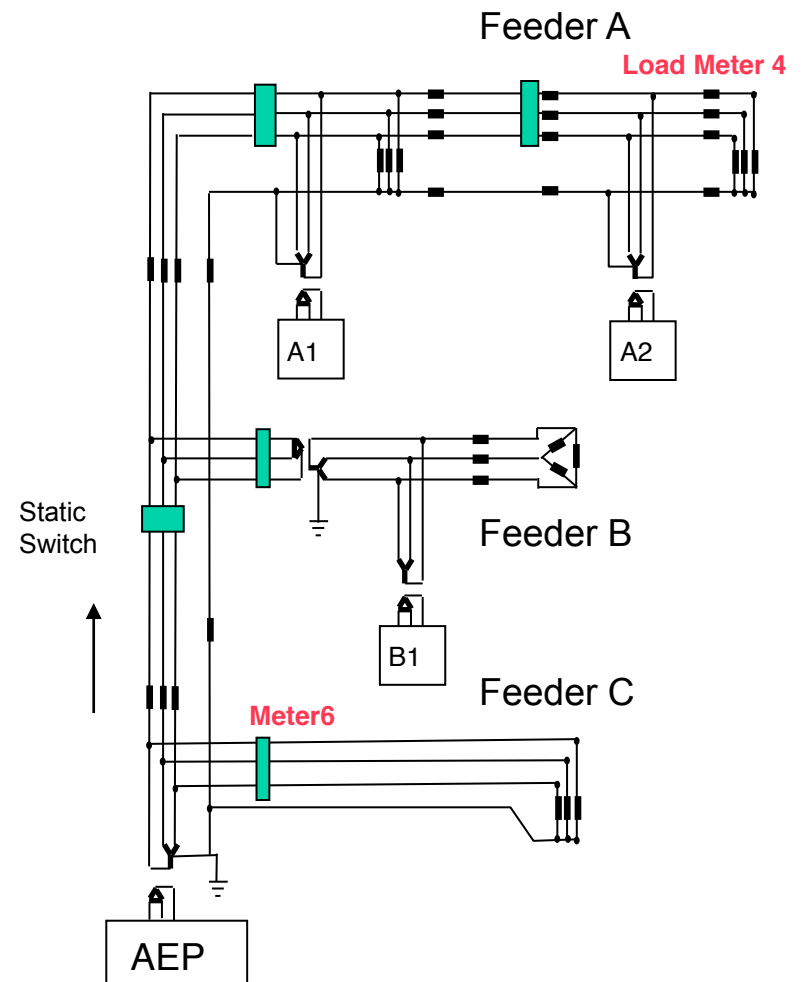 Feeder A
Load Meter 4
A1
A2
Static
Switch
Feeder B
B1
Feeder C
Meter6
AEP